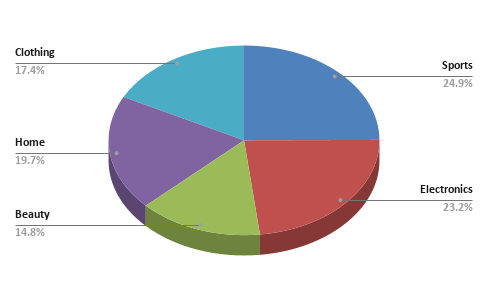 Clothing
17.4%
Sports
24.9%
Home
19.7%
Electronics
23.2%
Beauty
14.8%